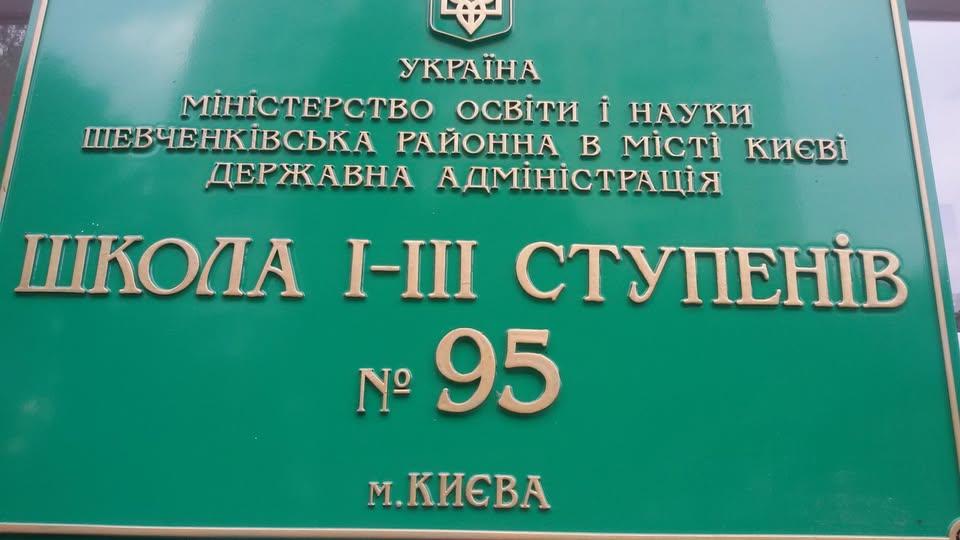 УКРАЇНА
МІНІСТЕРСТВО ОСВІТИ І НАУКИ
ШЕВЧЕНКІВСЬКА РАЙОННА В МІСТІ КИЄВІ
ДЕРЖАВНА АДМІНІСТРАЦІЯ
ШКОЛА І-ІІІ СТУПЕНІВ
№ 95
м. КИЄВА